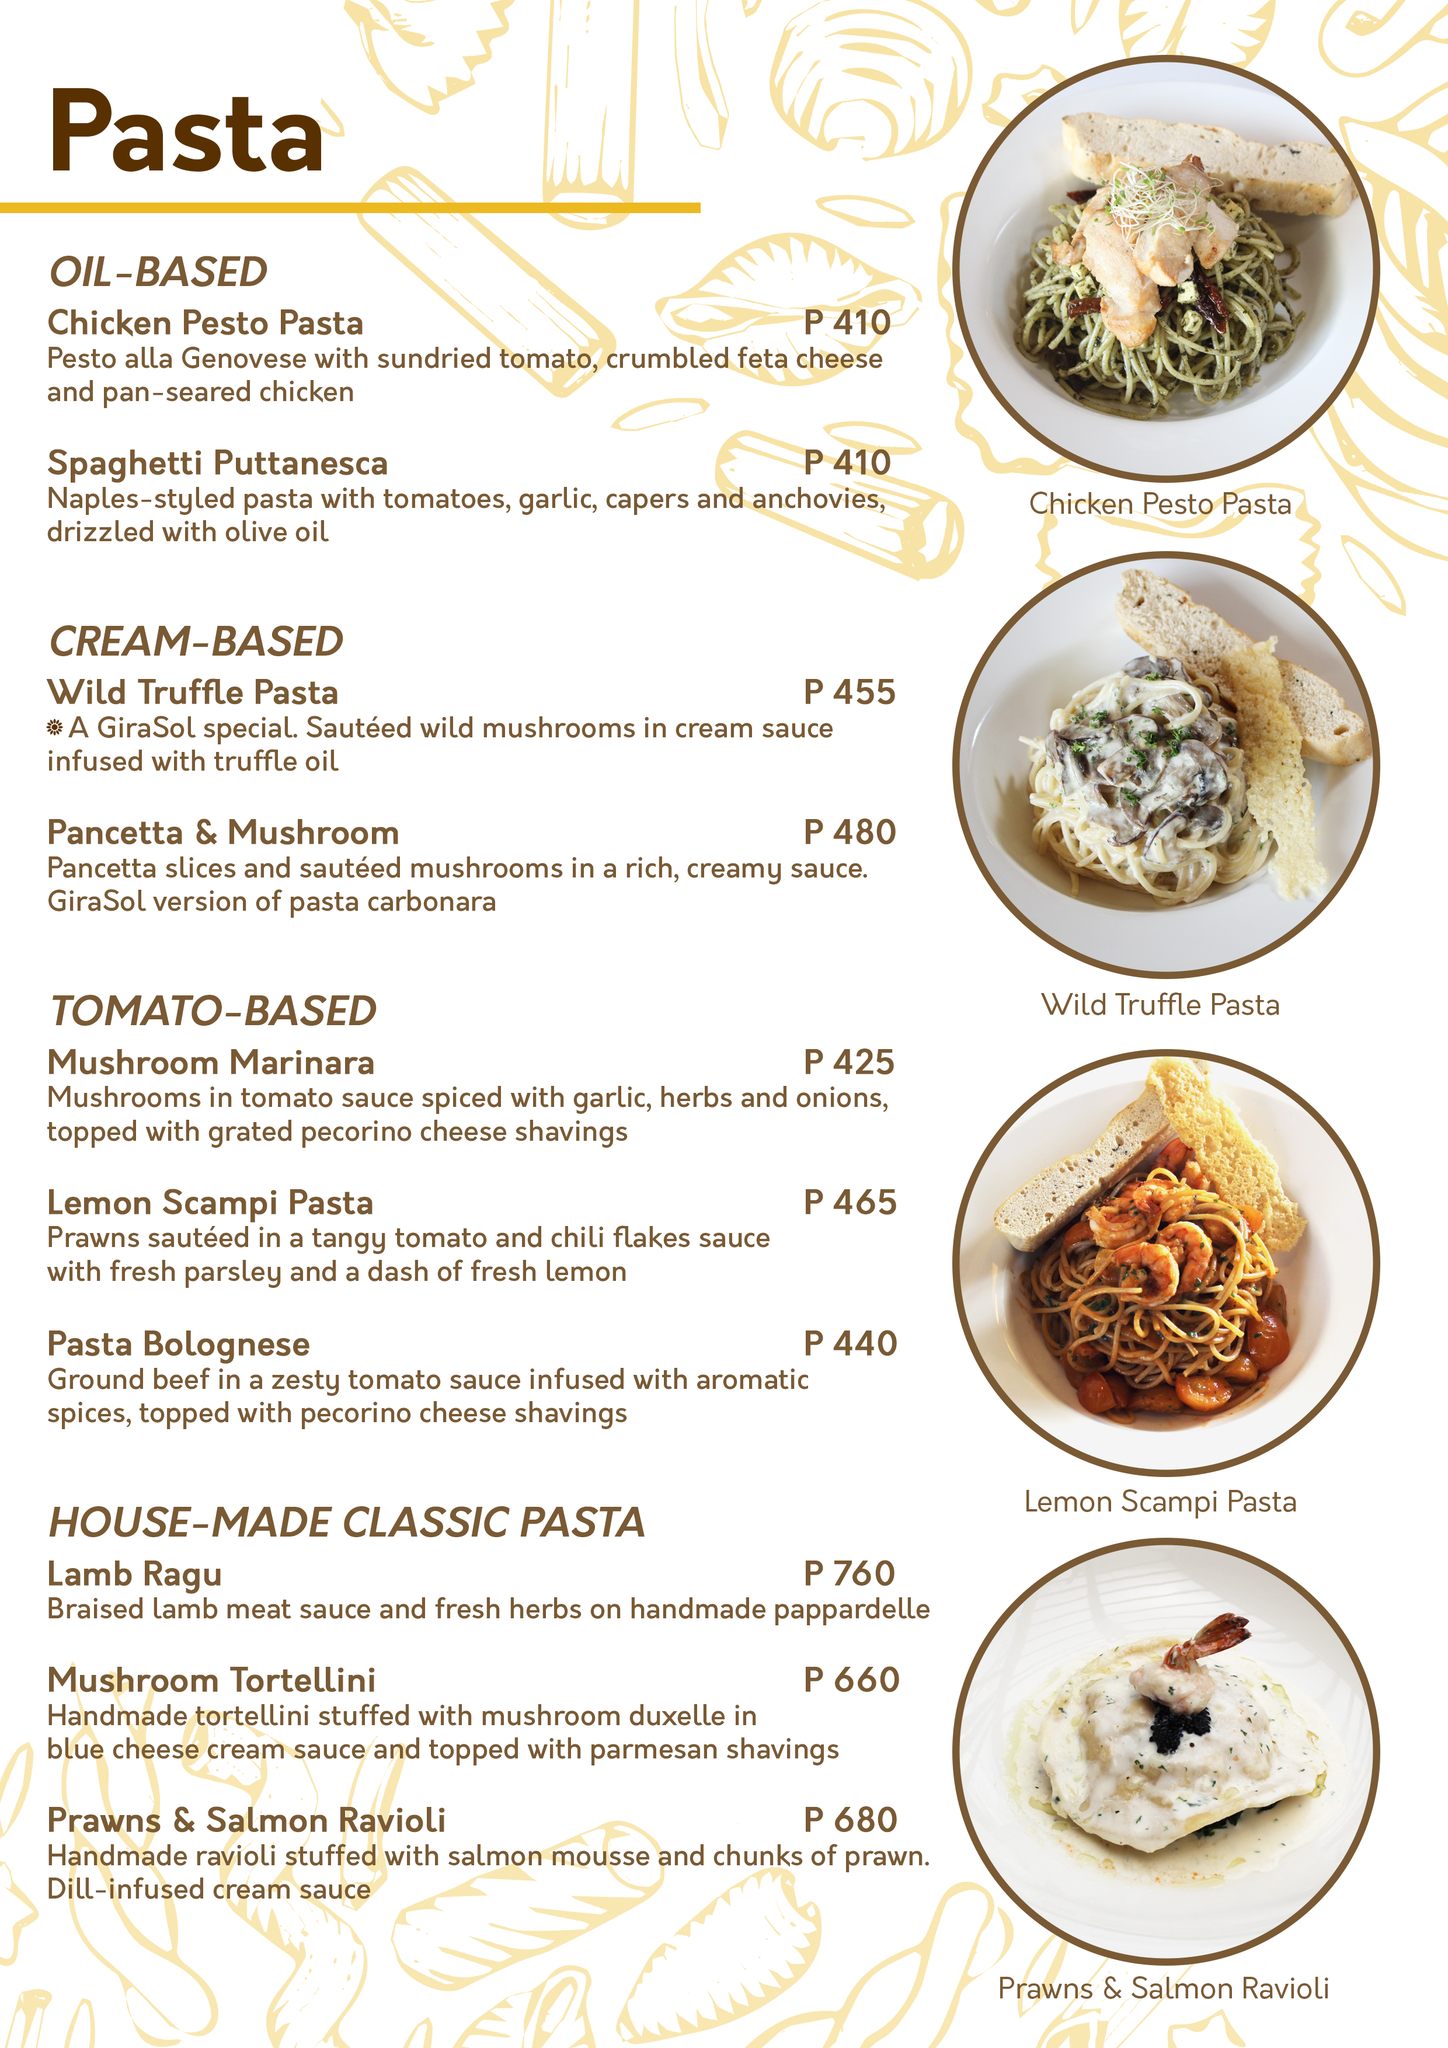 Pasta
OIL-BASED
Chicken Pesto Pasta P 410
Pesto alla Genovese with sundried tomato, crumbled feta cheese
and pan-seared chicken
Spaghetti Puttanesca P 410
Naples-styled pasta with tomatoes, garlic, capers and anchovies,
drizzled with olive oil
CREAM-BASED
Wild Truffle Pasta P 455
A GiraSol special. Sautéed wild mushrooms in cream sauce
infused with truffle oil
Pancetta & Mushroom P 480
Pancetta slices and sautéed mushrooms in a rich, creamy sauce.
GiraSol version of pasta carbonara
TOMATO-BASED
Mushroom Marinara P 425
Mushrooms in tomato sauce spiced with garlic, herbs and onions,
topped with grated pecorino cheese shavings
Lemon Scampi Pasta P 465
Prawns sautéed in a tangy tomato and chili flakes sauce
with fresh parsley and a dash of fresh lemon
Pasta Bolognese P 440
Ground beef in a zesty tomato sauce infused with aromatic
spices, topped with pecorino cheese shavings
HOUSE-MADE CLASSIC PASTA
Lamb Ragu P 760
Braised lamb meat sauce and fresh herbs on handmade pappardelle
Mushroom Tortellini P 660
Handmade tortellini stuffed with mushroom duxelle in
blue cheese cream sauce and topped with parmesan shavings
Prawns & Salmon Ravioli P 680
Handmade ravioli stuffed with salmon mousse and chunks of prawn.
Dill-infused cream sauce
Chicken Pesto Pasta
Wild Truffle Pasta
Lemon Scampi Pasta
Prawns & Salmon Ravioli